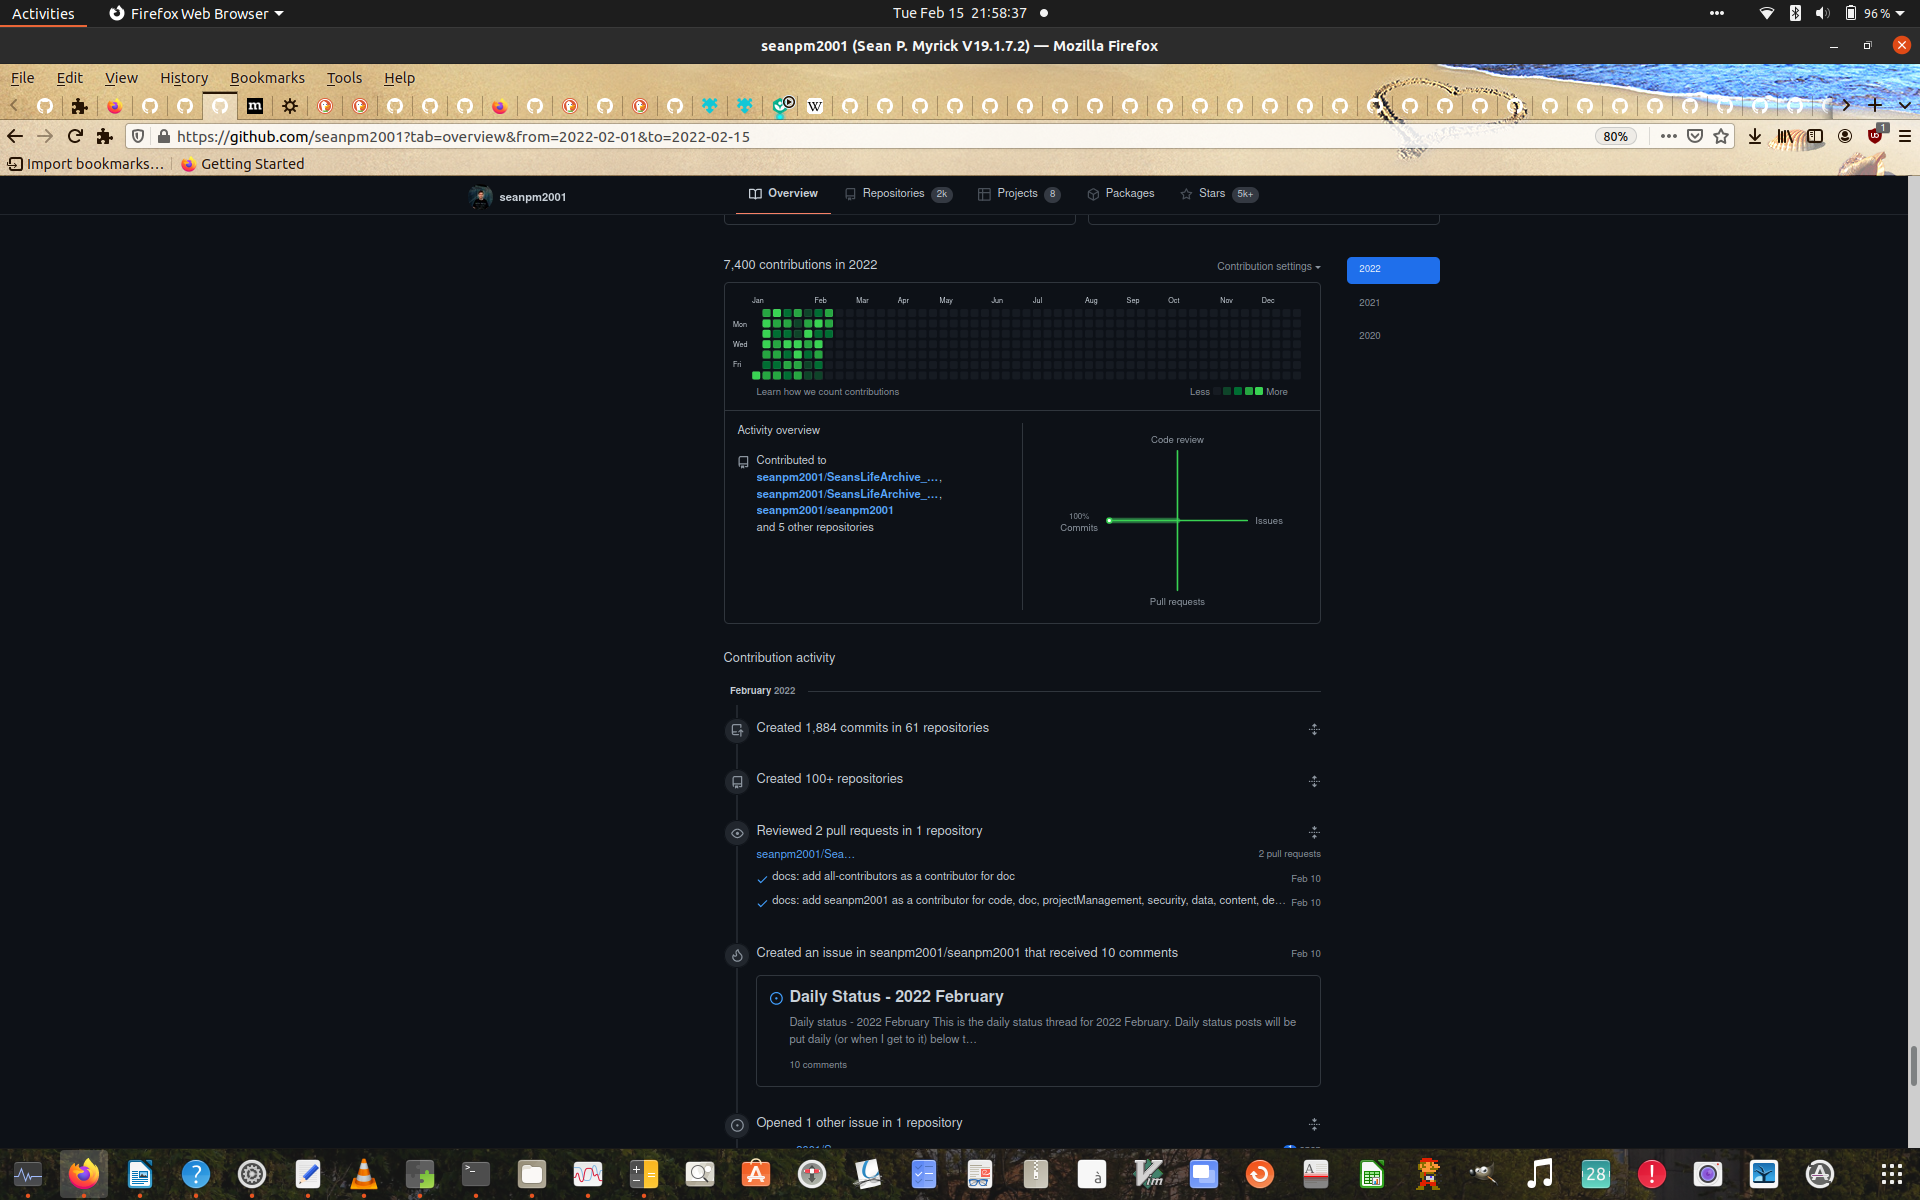 Activities
Firefox Web Browser
Tue Feb 15 21:58:37
96 %
seanpm2001 (Sean P. Myrick V19.1.7.2) — Mozilla Firefox
File Edit View History Bookmarks Tools Help
https://github.com/seanpm2001?tab=overview&from=2022-02-01&to=2022-02-15
80%
1
Import bookmarks…
Getting Started
seanpm2001
Overview
Repositories 2k
Projects 8
Packages
Stars 5k+
7,400 contributions in 2022
Contribution settings
2022
2021
2020
Jan Feb Mar Apr May Jun Jul Aug Sep Oct Nov Dec
Mon
Wed
Fri
Learn how we count contributions
Less More
Activity overview
Contributed to
seanpm2001/SeansLifeArchive_…,
seanpm2001/SeansLifeArchive_…,
seanpm2001/seanpm2001
and 5 other repositories
Code review
100%
Commits
Issues
Pull requests
Contribution activity
February 2022
Created 1,884 commits in 61 repositories
Created 100+ repositories
Reviewed 2 pull requests in 1 repository
seanpm2001/Sea…
2 pull requests
docs: add all-contributors as a contributor for doc
Feb 10
docs: add seanpm2001 as a contributor for code, doc, projectManagement, security, data, content, de…
Feb 10
Created an issue in seanpm2001/seanpm2001 that received 10 comments
Feb 10
Daily Status - 2022 February
Daily status - 2022 February This is the daily status thread for 2022 February. Daily status posts will be
put daily (or when I get to it) below t…
10 comments
Opened 1 other issue in 1 repository
28